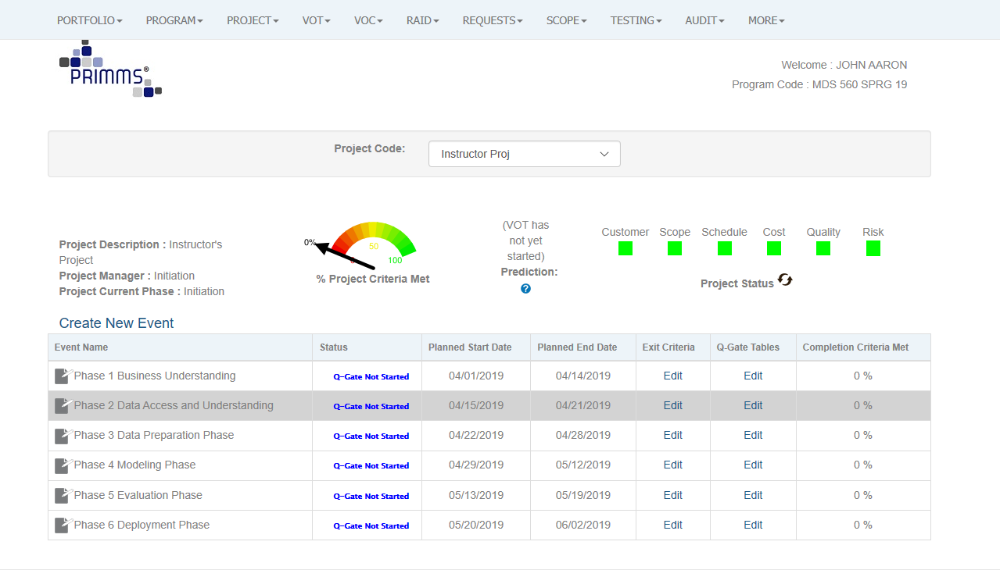 PORTFOLIO PROGRAM PROJECT VOT VOC RAID REQUESTS SCOPE TESTING AUDIT MORE
PRIMMS®
Welcome : JOHN AARON
Program Code : MDS 560 SPRG 19
Project Code: Instructor Proj
Project Description : Instructor's
Project
Project Manager : Initiation
Project Current Phase : Initiation
0%
50
0 100
% Project Criteria Met
(VOT has
not yet
started)
Prediction:
?
Customer Scope Schedule Cost Quality Risk
Project Status
Create New Event
Event Name Status Planned Start Date Planned End Date Exit Criteria Q-Gate Tables Completion Criteria Met
Phase 1 Business Understanding Q-Gate Not Started 04/01/2019 04/14/2019 Edit Edit 0 %
Phase 2 Data Access and Understanding Q-Gate Not Started 04/15/2019 04/21/2019 Edit Edit 0 %
Phase 3 Data Preparation Phase Q-Gate Not Started 04/22/2019 04/28/2019 Edit Edit 0 %
Phase 4 Modeling Phase Q-Gate Not Started 04/29/2019 05/12/2019 Edit Edit 0 %
Phase 5 Evaluation Phase Q-Gate Not Started 05/13/2019 05/19/2019 Edit Edit 0 %
Phase 6 Deployment Phase Q-Gate Not Started 05/20/2019 06/02/2019 Edit Edit 0 %